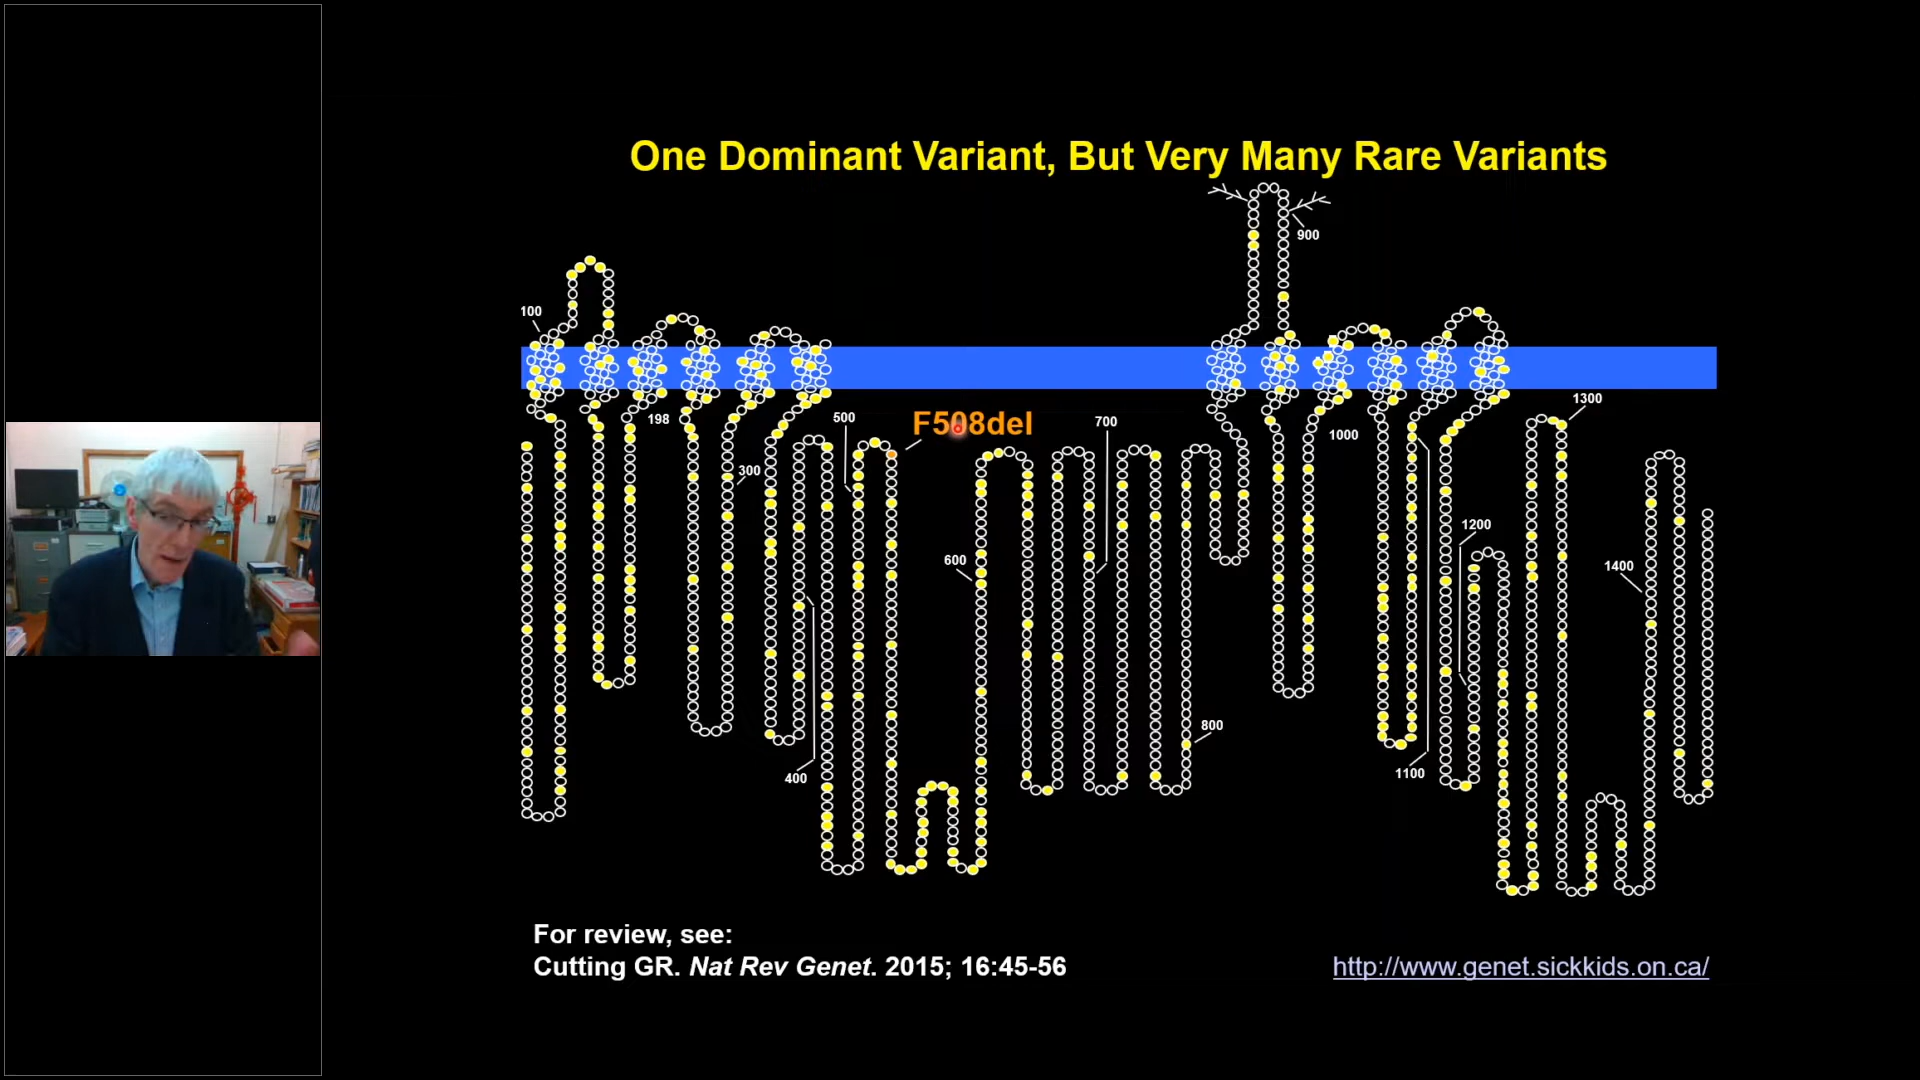 One Dominant Variant, But Very Many Rare Variants
900
100
198
500
F508del
700
1000
1300
300
600
1200
1400
800
400
1100
For review, see:
Cutting GR. Nat Rev Genet. 2015; 16:45-56
http://www.genet.sickkids.on.ca/